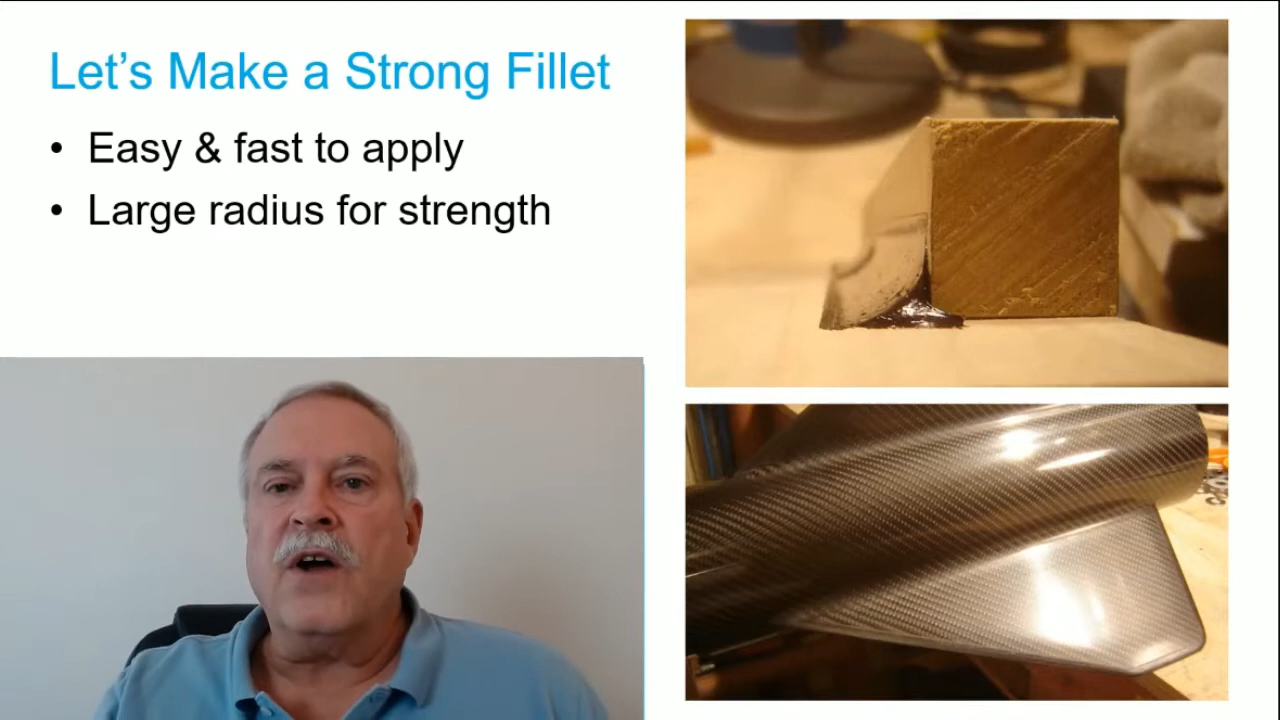 Let’s Make a Strong Fillet
• Easy & fast to apply
• Large radius for strength